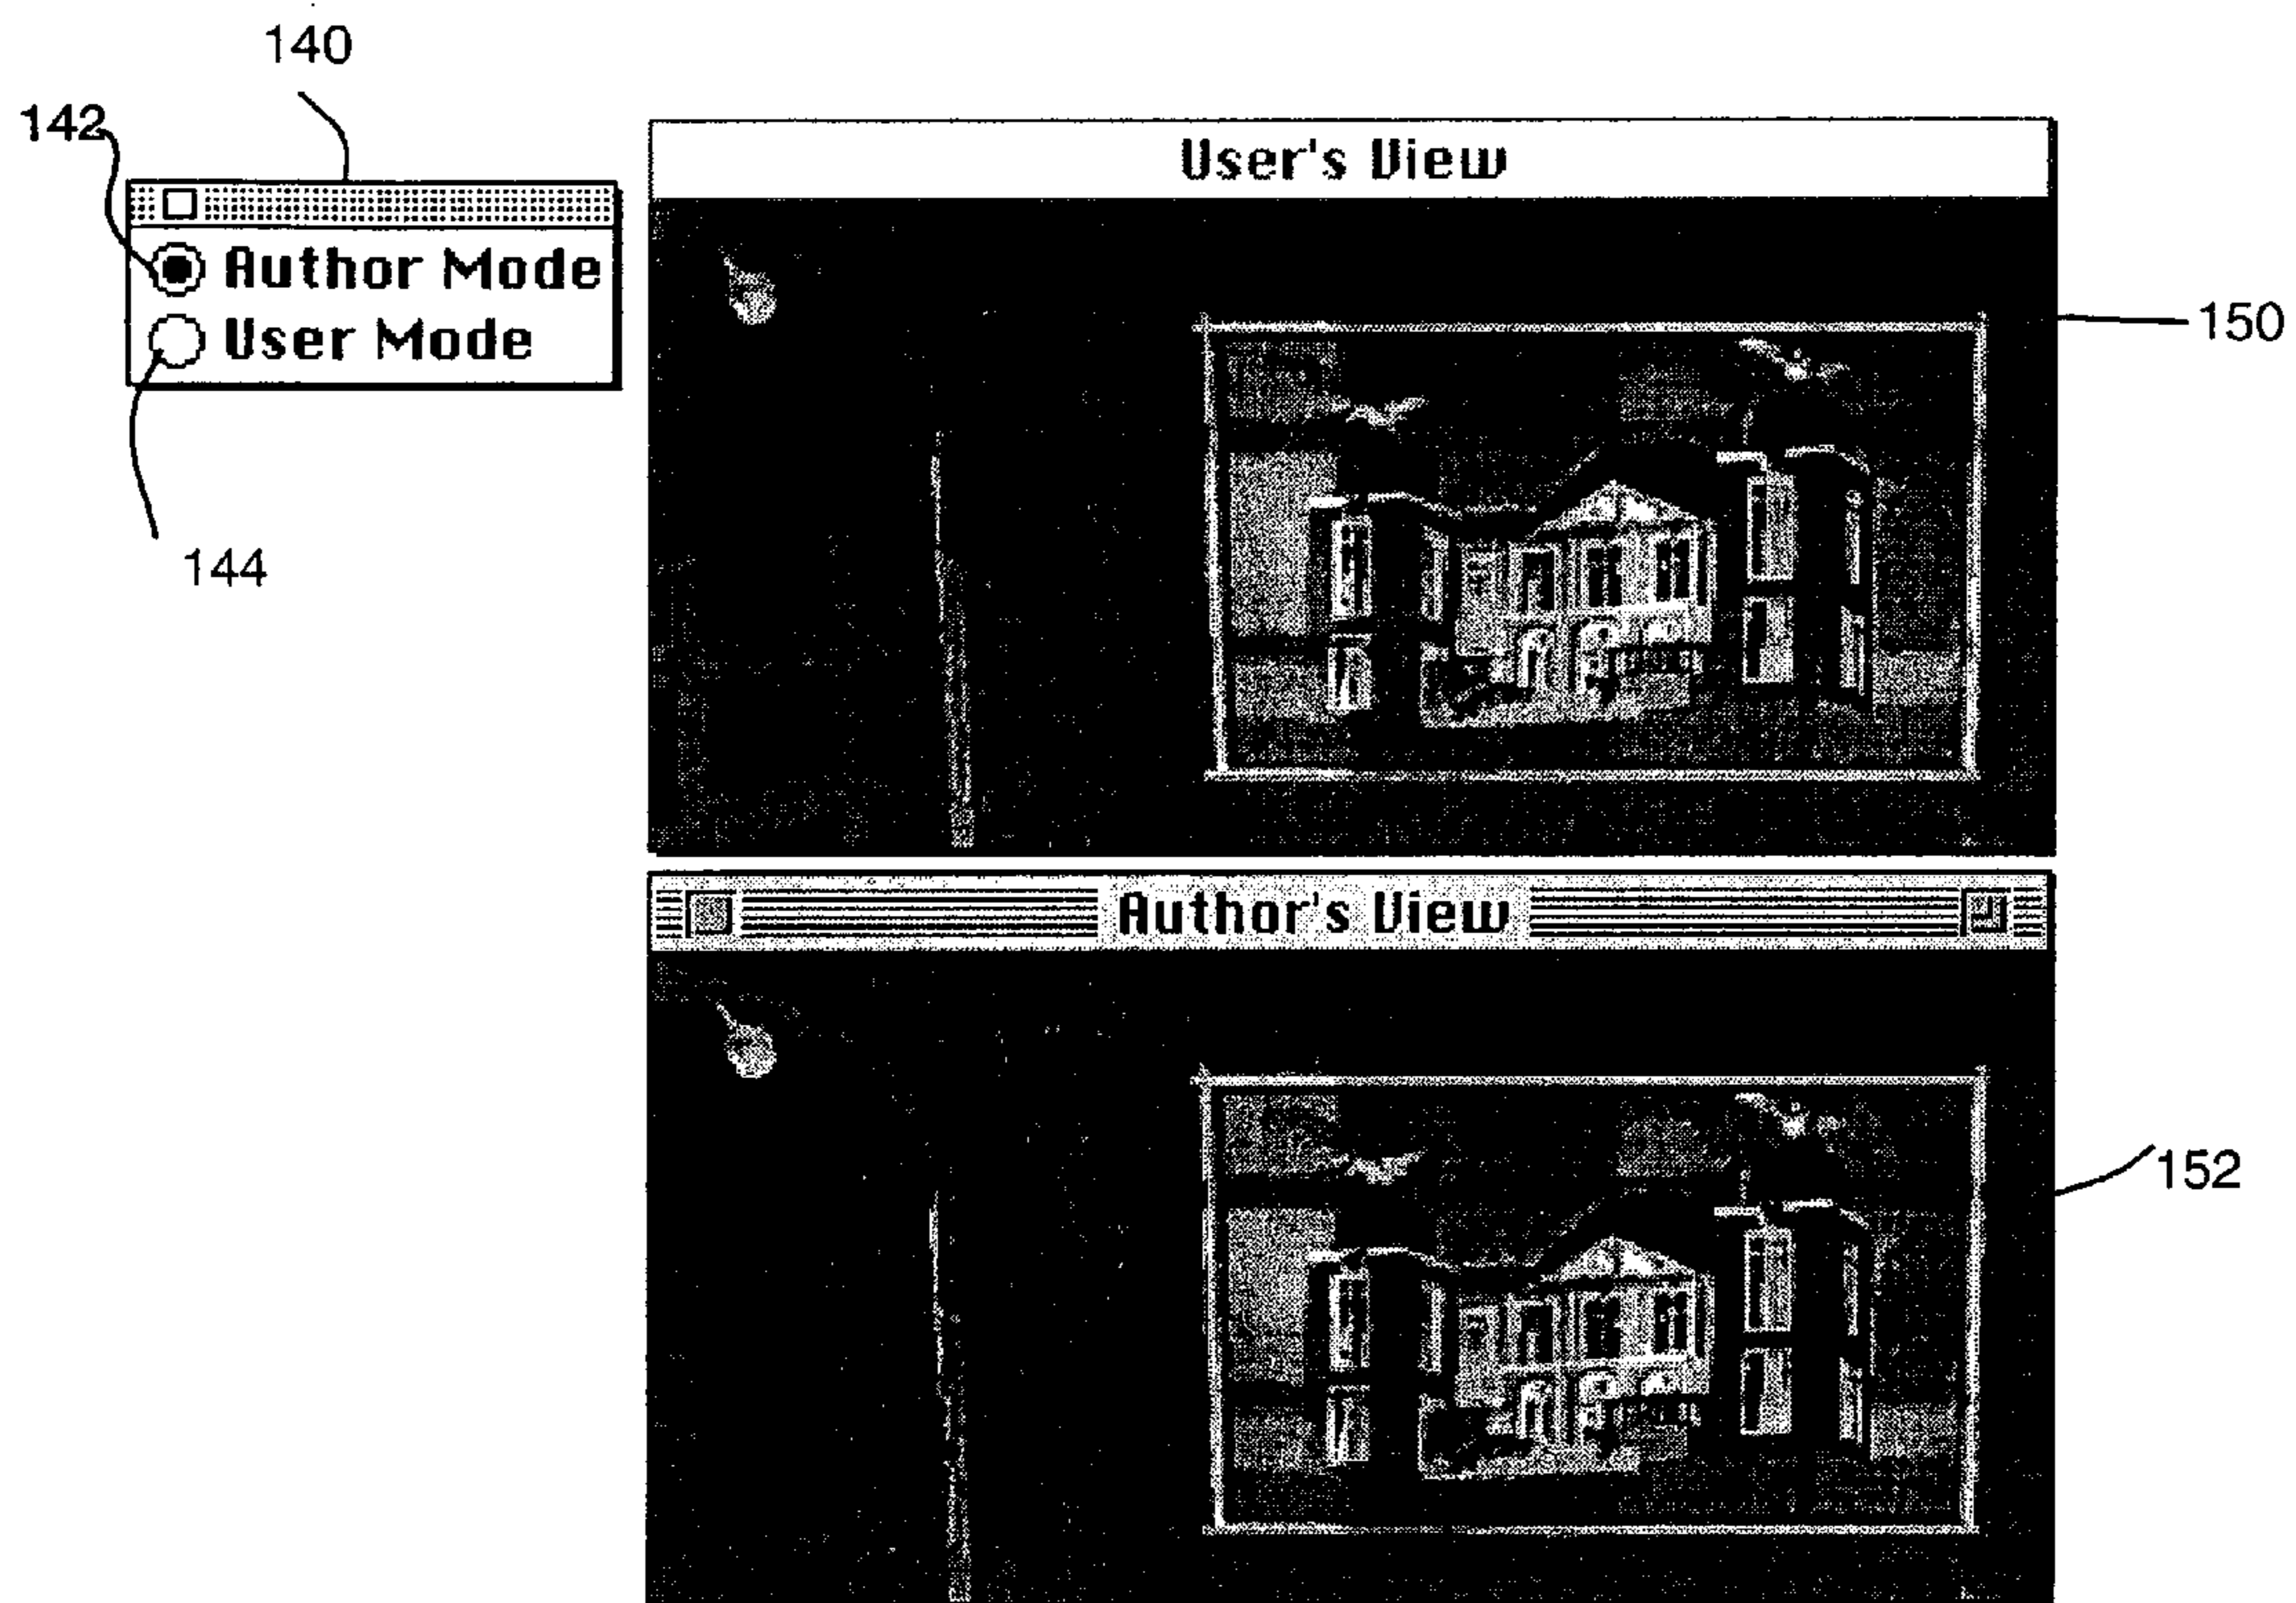 140
142
Author Mode
User Mode
144
User's View
150
Author's View
152